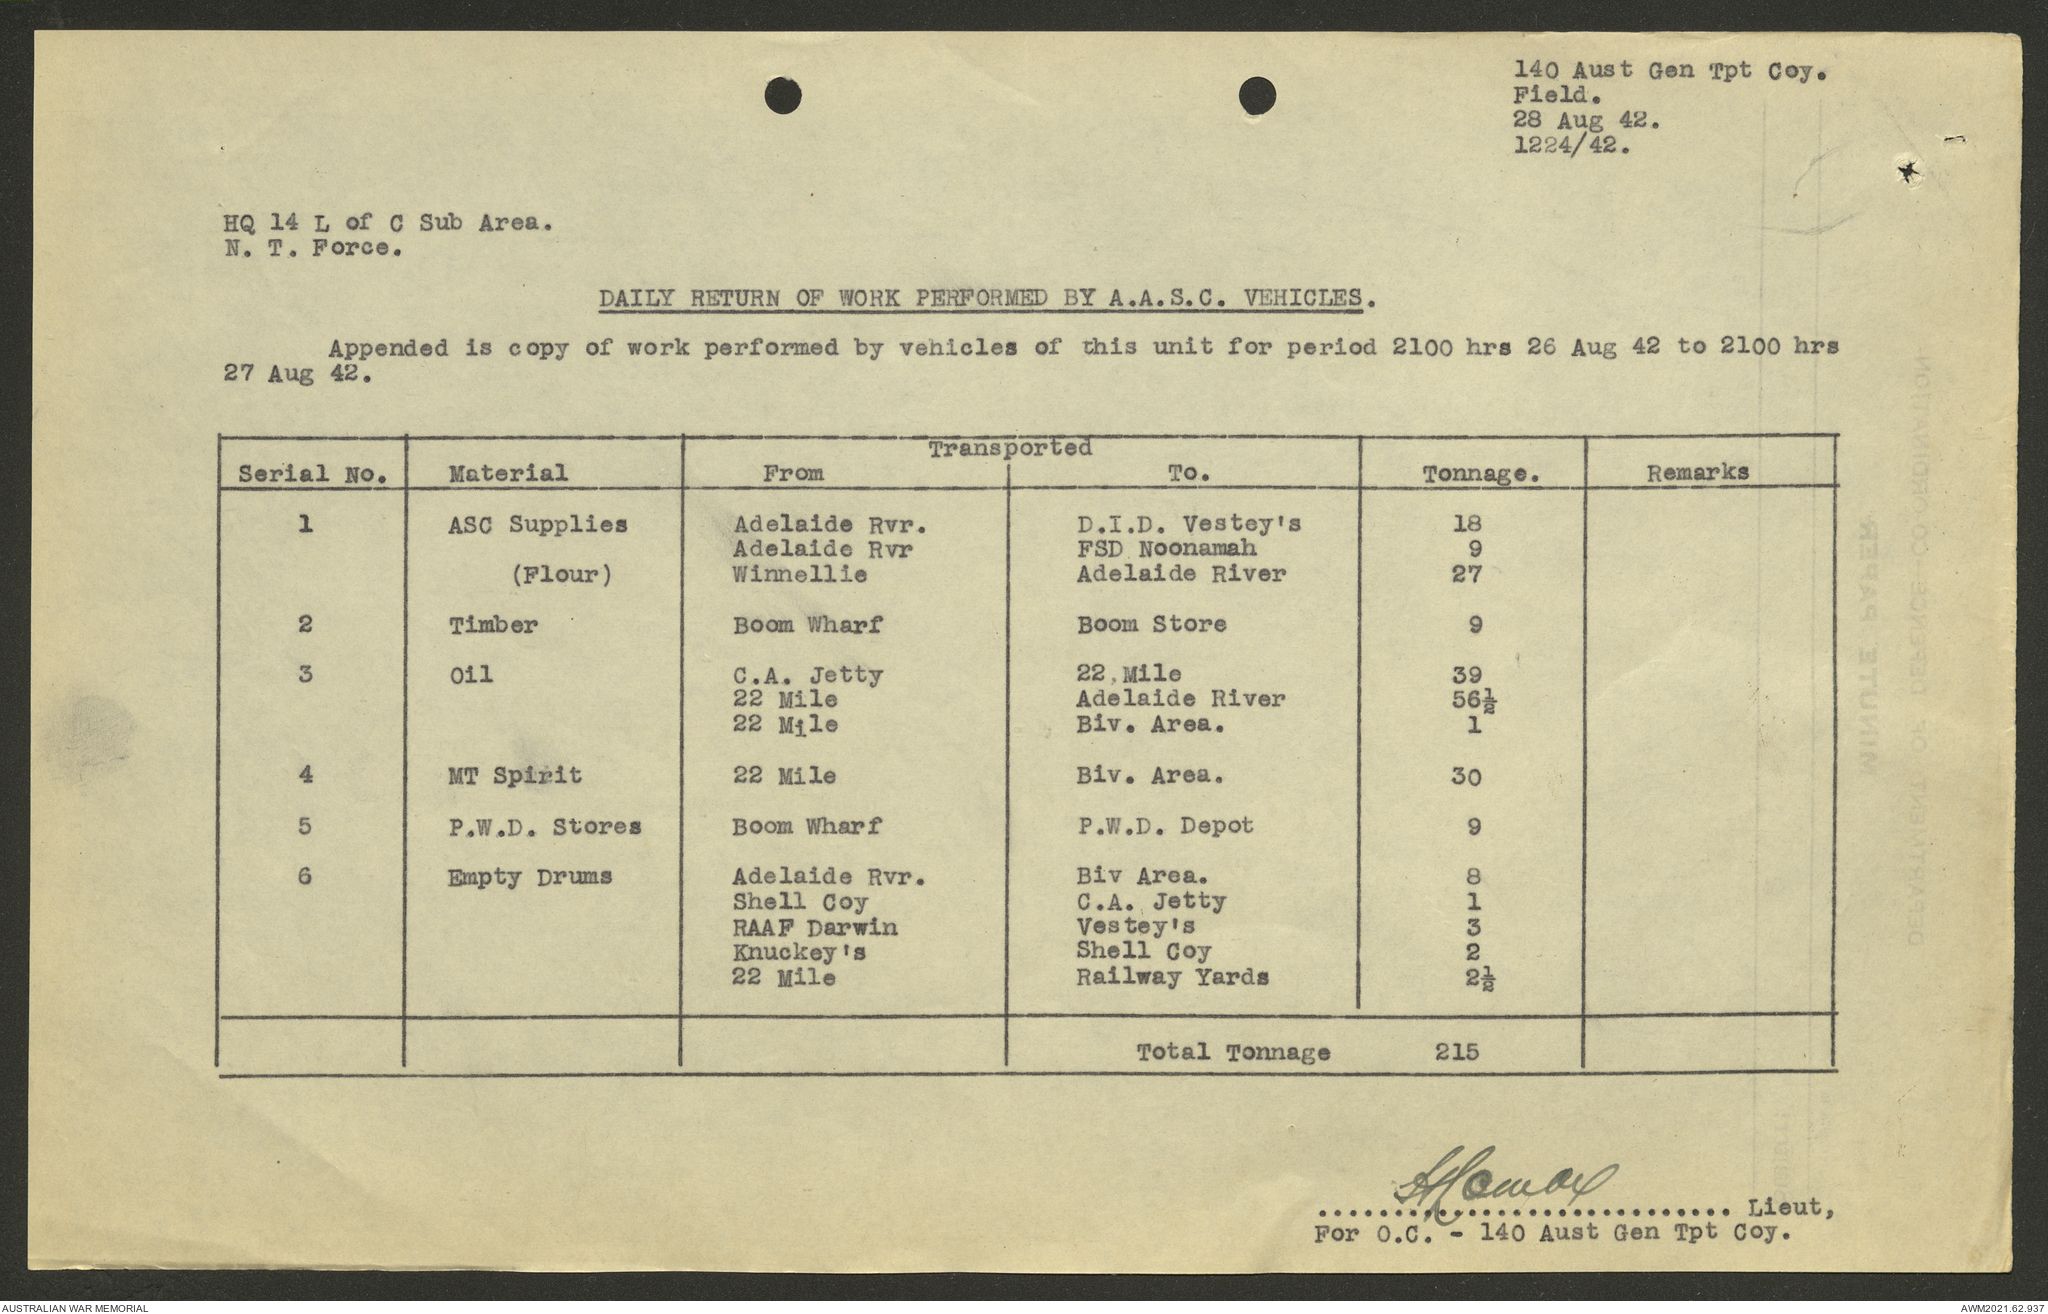 140 Aust Gen Tpt Coy.
Field.
28 Aug 42.
1224/42.
HQ 14 L of C Sub Area.
N. T. Force.
DAILY RETURN OF WORK PERFORMED BY A.A.S.C. VEHICLES.
Appended is copy of work performed by vehicles of this unit for period 2100 hrs 26 Aug 42 to 2100 hrs
27 Aug 42.
Transported
Serial No. Material From To. Tonnage. Remarks
1 ASC Supplies Adelaide Rvr. D.I.D. Vestey's 18
Adelaide Rvr FSD Noonamah 9
(Flour) Winnellie Adelaide River 27
2 Timber Boom Wharf Boom Store 9
3 Oil C.A. Jetty 22 Mile 39
22 Mile Adelaide River 56½
22 Mile Biv. Area. 1
4 MT Spirit 22 Mile Biv. Area. 30
5 P.W.D. Stores Boom Wharf P.W.D. Depot 9
6 Empty Drums Adelaide Rvr. Biv Area. 8
Shell Coy C.A. Jetty 1
RAAF Darwin Vestey's 3
Knuckey's Shell Coy 2
22 Mile Railway Yards 2½
Total Tonnage 215
.............................. Lieut,
For O.C. - 140 Aust Gen Tpt Coy.
AUSTRALIAN WAR MEMORIAL
AWM2021.62.937